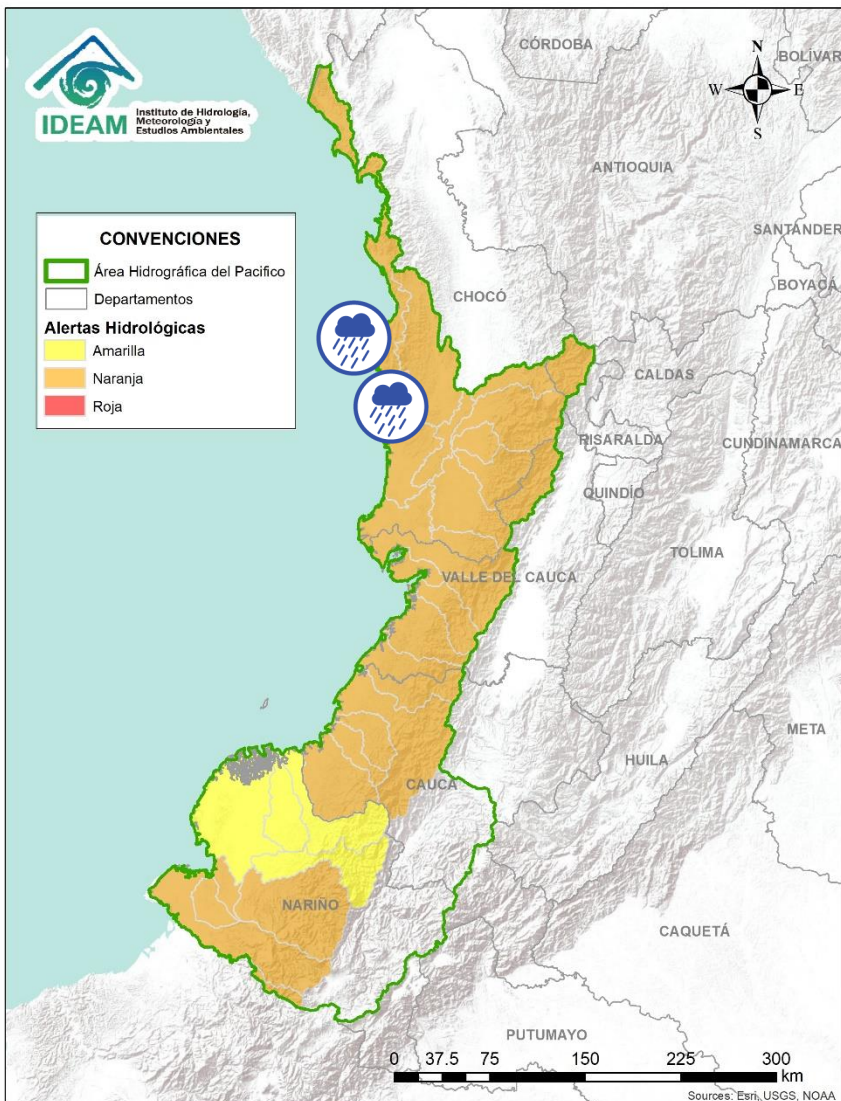 IDEAM
Instituto de Hidrología,
Meteorología y
Estudios Ambientales
CÓRDOBA
BOLÍVAR
N
W
E
S
ANTIOQUIA
SANTANDER
BOYACÁ
CONVENCIONES
Área Hidrográfica del Pacifico
Departamentos
Alertas Hidrológicas
Amarilla
Naranja
Roja
CHOCÓ
CALDAS
RISARALDA
CUNDINAMARCA
QUINDÍO
TOLIMA
VALLE DEL CAUCA
META
HUILA
CAUCA
NARIÑO
CAQUETÁ
PUTUMAYO
0 37.5 75 150 225 300
km
Sources: Esri, USGS, NOAA